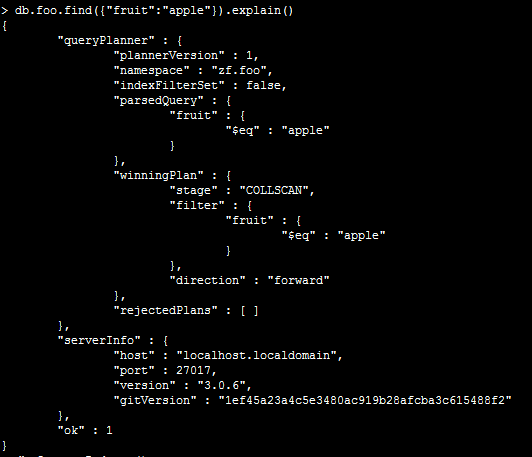 > db.foo.find({"fruit":"apple"}).explain()
{
        "queryPlanner" : {
                "plannerVersion" : 1,
                "namespace" : "zf.foo",
                "indexFilterSet" : false,
                "parsedQuery" : {
                        "fruit" : {
                                "$eq" : "apple"
                        }
                },
                "winningPlan" : {
                        "stage" : "COLLSCAN",
                        "filter" : {
                                "fruit" : {
                                        "$eq" : "apple"
                                }
                        },
                        "direction" : "forward"
                },
                "rejectedPlans" : [ ]
        },
        "serverInfo" : {
                "host" : "localhost.localdomain",
                "port" : 27017,
                "version" : "3.0.6",
                "gitVersion" : "1ef45a23a4c5e3480ac919b28afcba3c615488f2"
        },
        "ok" : 1
}